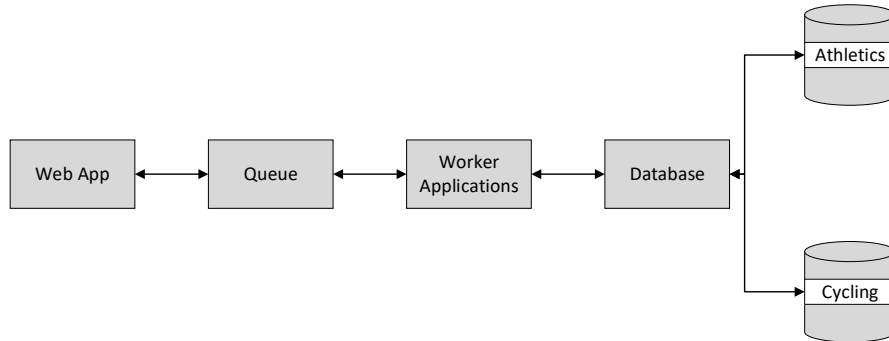 Athletics
Web App
Queue
Worker
Applications
Database
Cycling